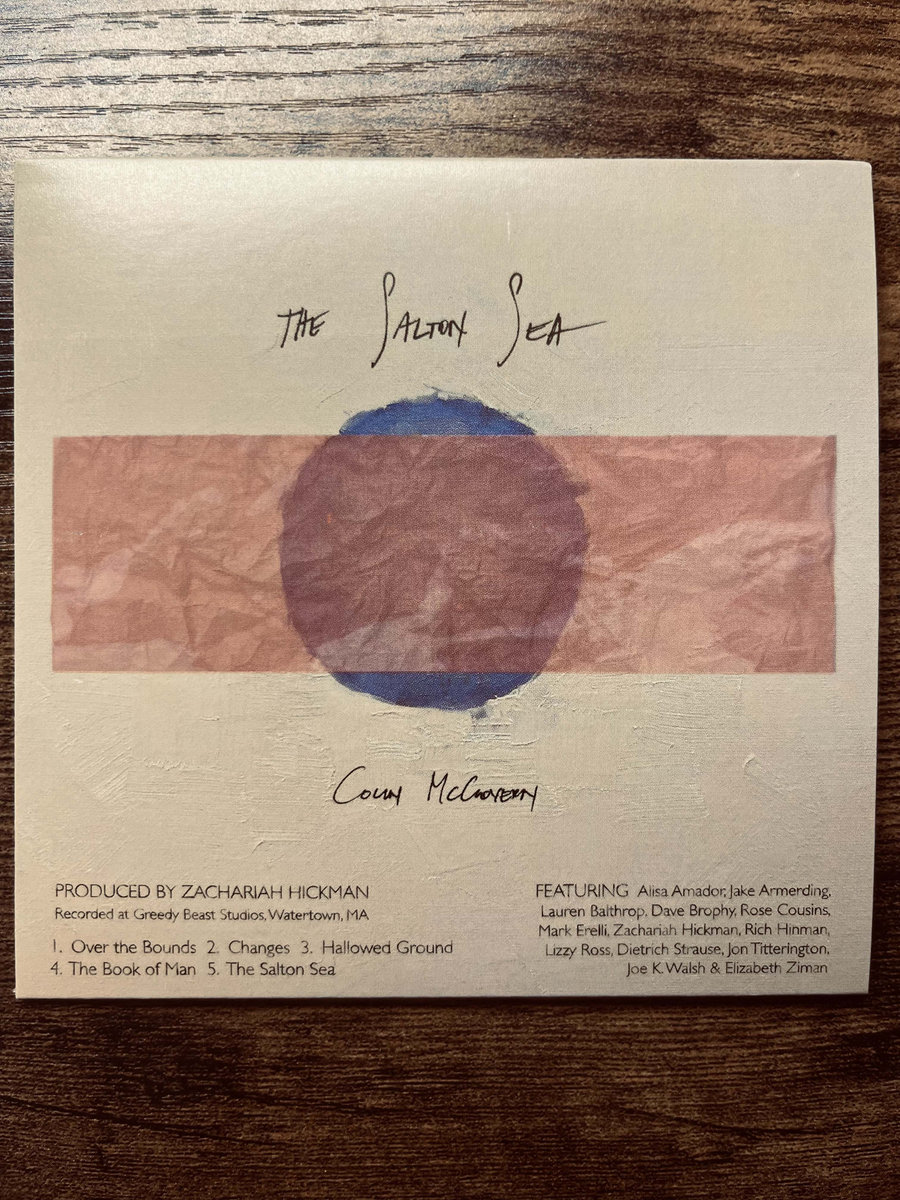 THE SALTON SEA
COLIN MCGOVERN
PRODUCED BY ZACHARIAH HICKMAN
Recorded at Greedy Beast Studios, Watertown, MA
1. Over the Bounds 2. Changes 3. Hallowed Ground
4. The Book of Man 5. The Salton Sea
FEATURING Alisa Amador, Jake Armerding,
Lauren Balthrop, Dave Brophy, Rose Cousins,
Mark Erelli, Zachariah Hickman, Rich Hinman,
Lizzy Ross, Dietrich Strause, Jon Titterington,
Joe K. Walsh & Elizabeth Ziman